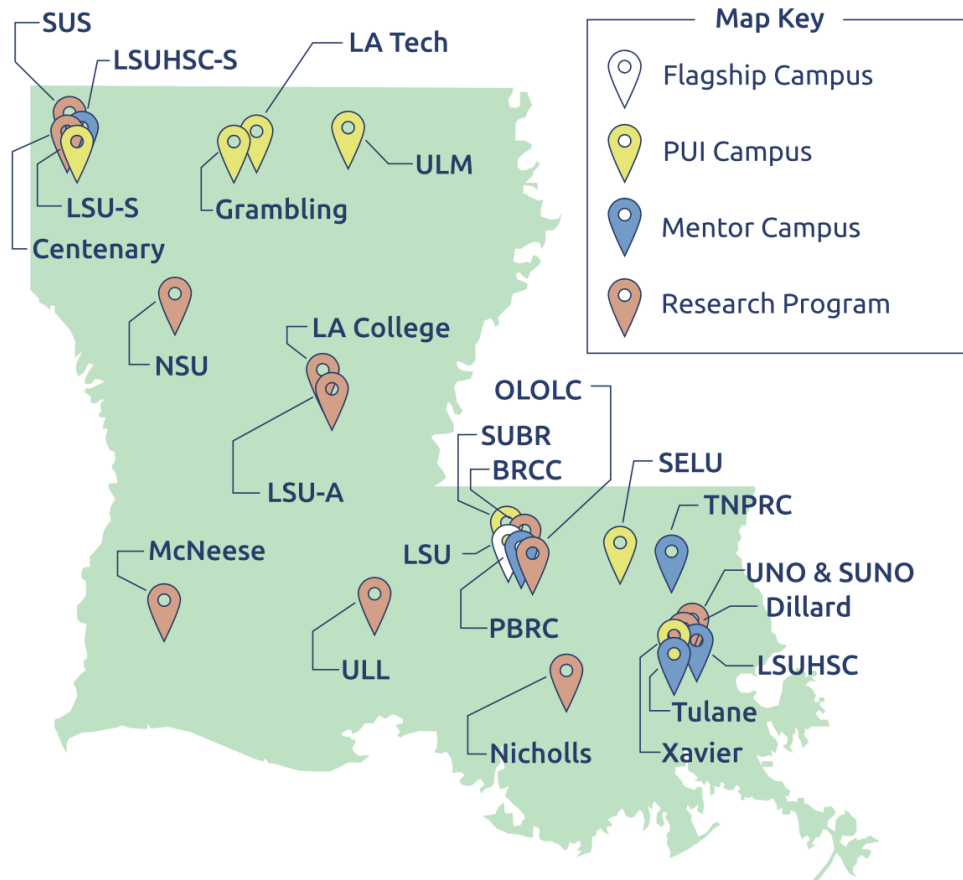 Map Key
Flagship Campus
PUI Campus
Mentor Campus
Research Program
SUS
LSUHSC-S
LA Tech
ULM
LSU-S
Grambling
Centenary
LA College
NSU
OLOLC
SUBR
BRCC
SELU
LSU-A
TNPRC
McNeese
LSU
UNO & SUNO
Dillard
PBRC
ULL
LSUHSC
Tulane
Nicholls
Xavier